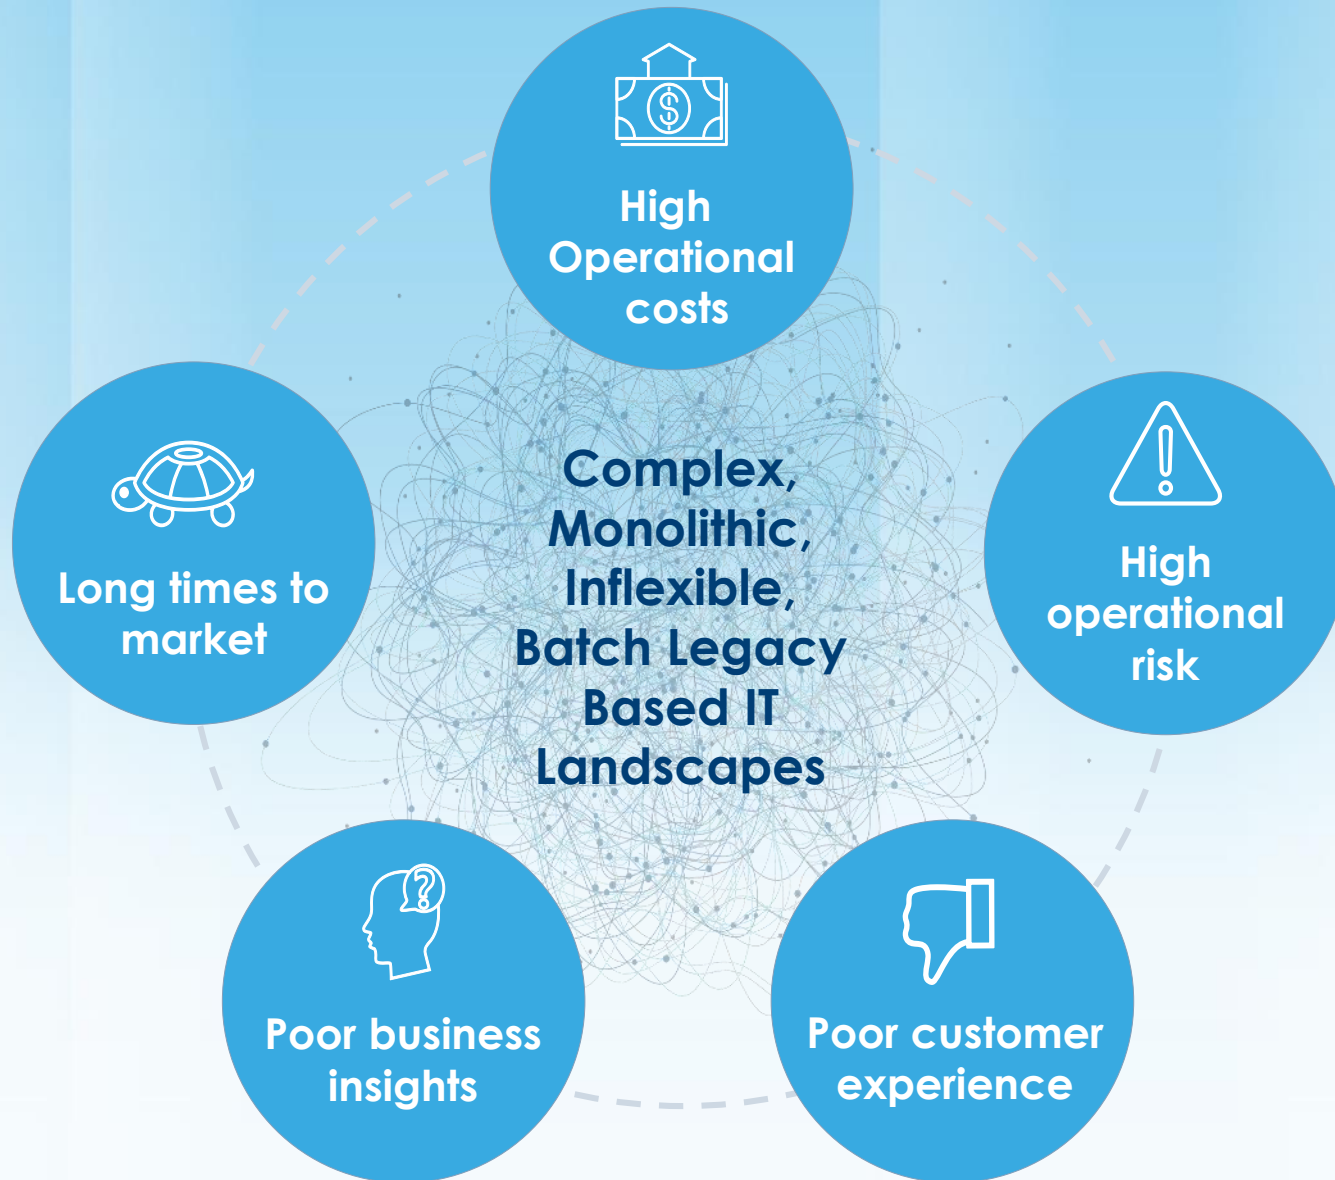 High
Operational
costs
Long times to
market
Complex,
Monolithic,
Inflexible,
Batch Legacy
Based IT
Landscapes
High
operational
risk
Poor business
insights
Poor customer
experience